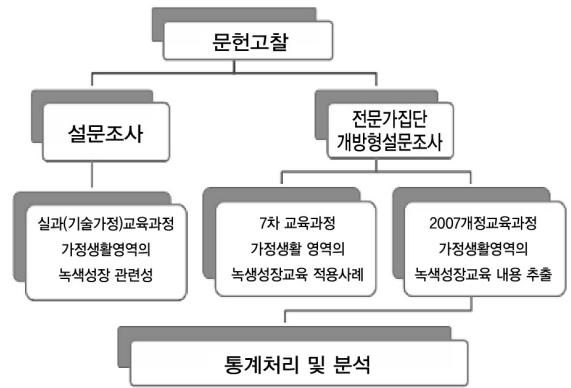 문헌고찰
설문조사
전문가집단
개방형설문조사
실과(기술가정)교육과정
가정생활영역의
녹색성장 관련성
7차 교육과정
가정생활 영역의
녹생성장교육 적용사례
2007개정교육과정
가정생활영역의
녹색성장교육 내용 추출
통계처리 및 분석